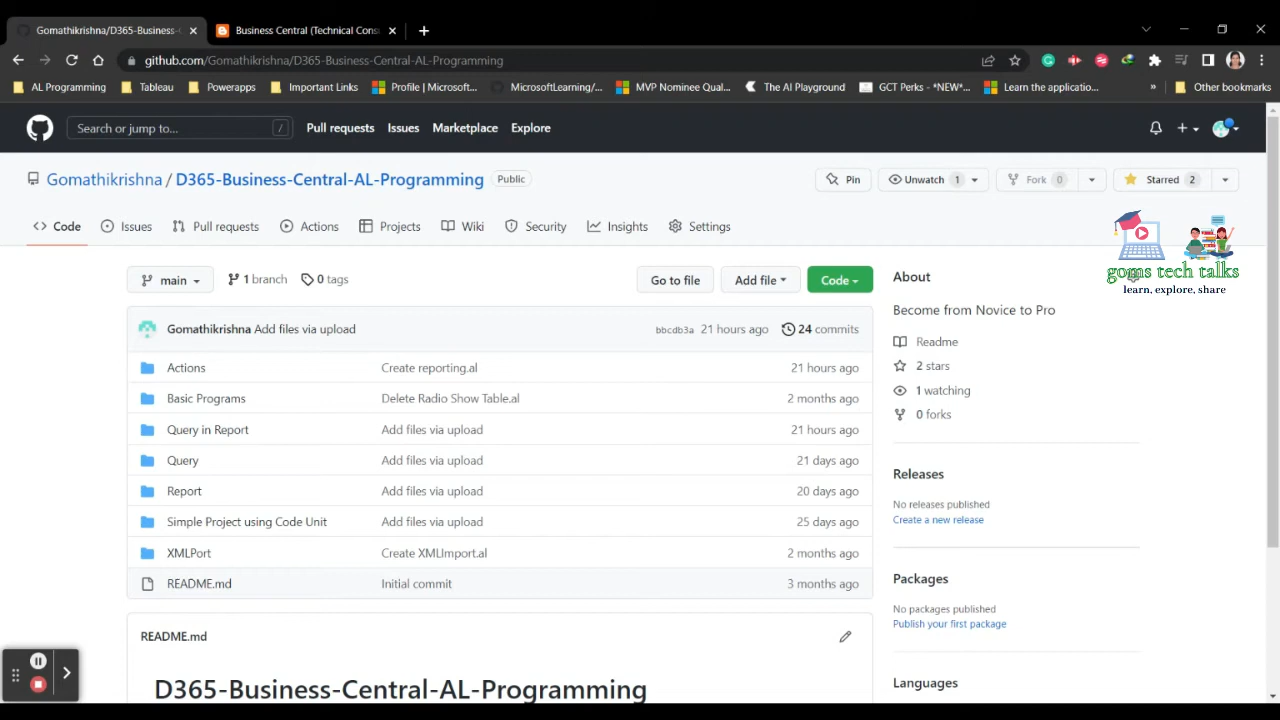 Gomathikrishna/D365-Business-
Business Central (Technical Cons
github.com/Gomathikrishna/D365-Business-Central-AL-Programming
AL Programming
Tableau
Powerapps
Important Links
Profile | Microsoft...
MicrosoftLearning/...
MVP Nominee Qual...
The AI Playground
GCT Perks - *NEW*...
Learn the applicatio...
»
Other bookmarks
Search or jump to...
/
Pull requests
Issues
Marketplace
Explore
Gomathikrishna / D365-Business-Central-AL-Programming
Public
Pin
Unwatch 1
Fork 0
Starred 2
Code
Issues
Pull requests
Actions
Projects
Wiki
Security
Insights
Settings
goms tech talks
learn, explore, share
main
1 branch
0 tags
Go to file
Add file
Code
About
Become from Novice to Pro
Gomathikrishna Add files via upload
bbcdb3a 21 hours ago
24 commits
Readme
2 stars
1 watching
0 forks
Actions Create reporting.al 21 hours ago
Basic Programs Delete Radio Show Table.al 2 months ago
Query in Report Add files via upload 21 hours ago
Query Add files via upload 21 days ago
Report Add files via upload 20 days ago
Simple Project using Code Unit Add files via upload 25 days ago
XMLPort Create XMLImport.al 2 months ago
README.md Initial commit 3 months ago
Releases
No releases published
Create a new release
Packages
No packages published
Publish your first package
README.md
D365-Business-Central-AL-Programming
Languages